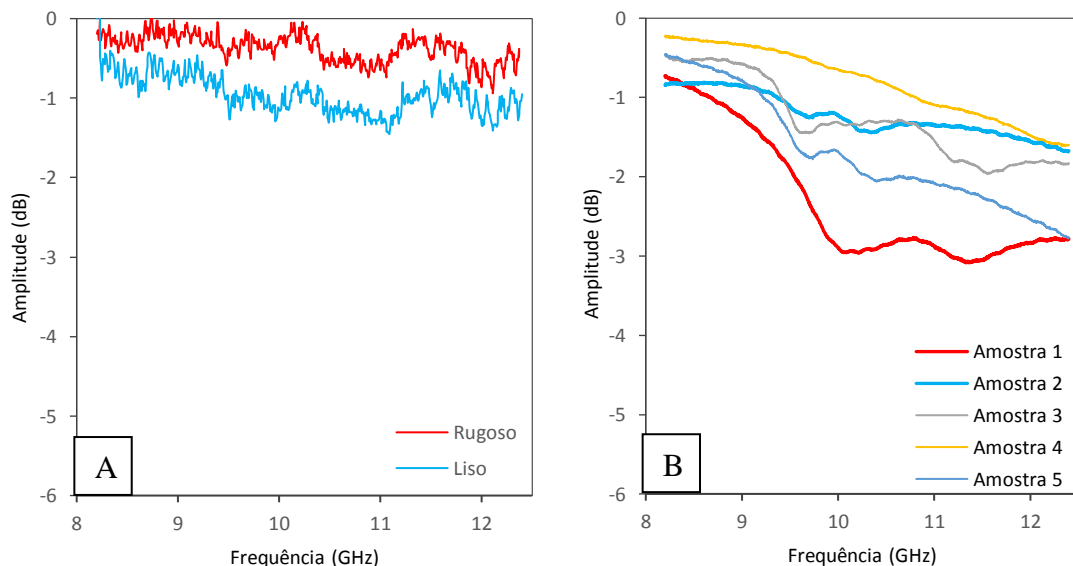 0
-1
-2
-3
-4
-5
-6
Amplitude (dB)
8
9
10
11
12
Frequência (GHz)
Rugoso
Liso
A
0
-1
-2
-3
-4
-5
-6
Amplitude (dB)
8
9
10
11
12
Frequência (GHz)
Amostra 1
Amostra 2
Amostra 3
Amostra 4
Amostra 5
B